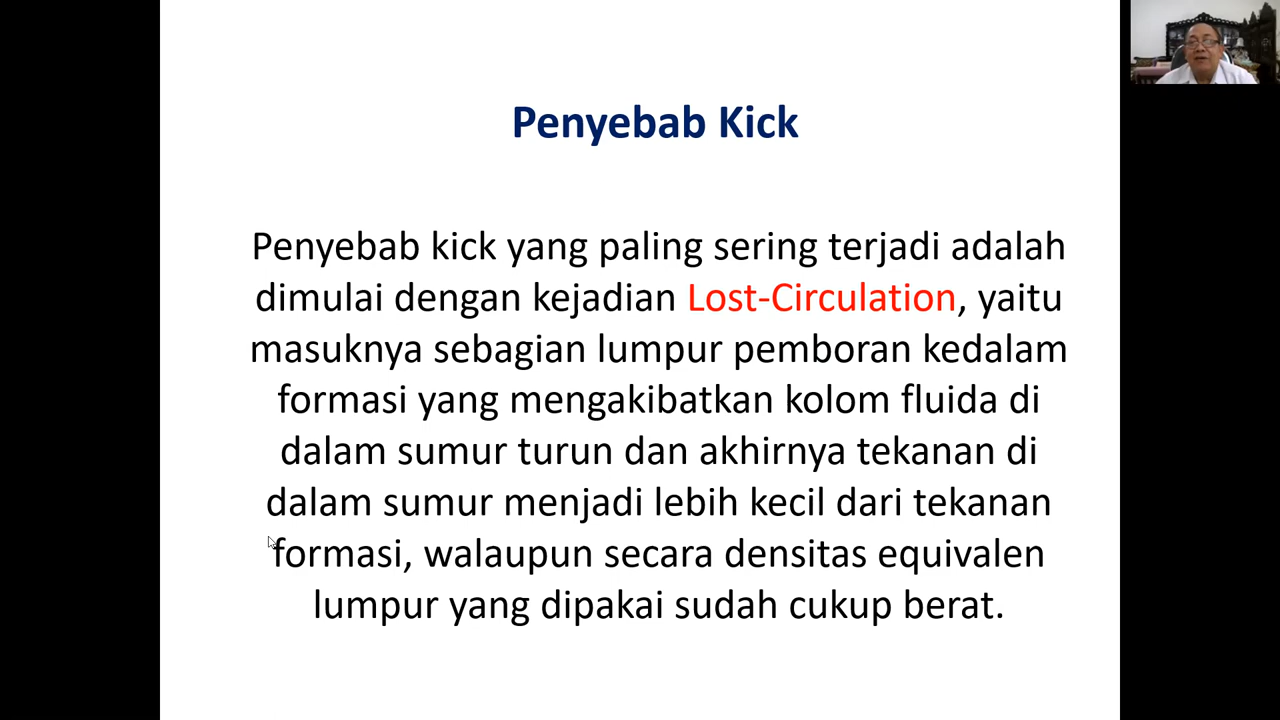 Penyebab Kick
Penyebab kick yang paling sering terjadi adalah
dimulai dengan kejadian Lost-Circulation, yaitu
masuknya sebagian lumpur pemboran kedalam
formasi yang mengakibatkan kolom fluida di
dalam sumur turun dan akhirnya tekanan di
dalam sumur menjadi lebih kecil dari tekanan
formasi, walaupun secara densitas equivalen
lumpur yang dipakai sudah cukup berat.